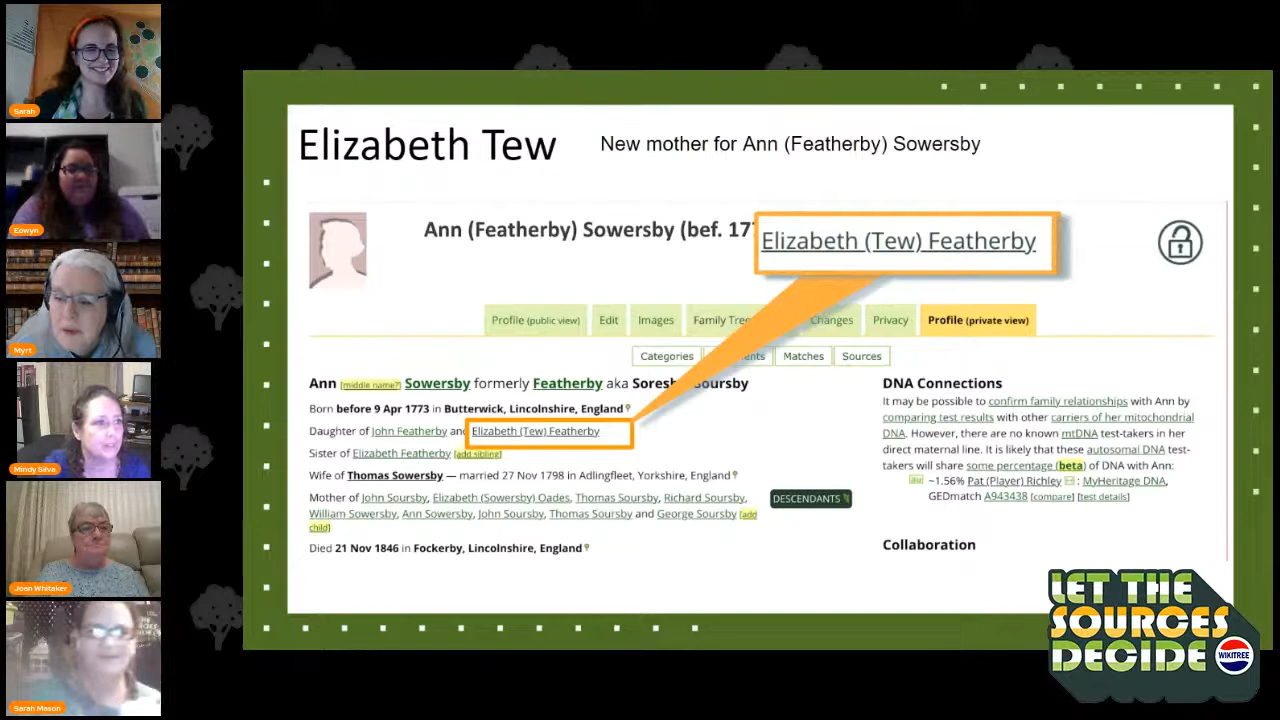 Sarah
Eowyn
Myrt
Mindy Silva
Joan Whitaker
Sarah Mason
Elizabeth Tew
New mother for Ann (Featherby) Sowersby
Ann (Featherby) Sowersby (bef.
Elizabeth (Tew) Featherby
Profile (public view)
Edit
Images
Family
Changes
Privacy
Profile (private view)
Categories
Matches
Sources
Ann [middle name?] Sowersby formerly Featherby aka
Born before 9 Apr 1773 in Butterwick, Lincolnshire, England
Daughter of John Featherby and Elizabeth (Tew) Featherby
Sister of Elizabeth Featherby [add sibling]
Wife of Thomas Sowersby — married 27 Nov 1798 in Adlingfleet, Yorkshire, England
Mother of John Soursby, Elizabeth (Sowersby) Oades, Thomas Soursby, Richard Soursby,
William Sowersby, Ann Sowersby, John Soursby, Thomas Soursby and George Soursby [add
child]
DESCENDANTS
Died 21 Nov 1846 in Fockerby, Lincolnshire, England
DNA Connections
It may be possible to confirm family relationships with Ann by
comparing test results with other carriers of her mitochondrial
DNA. However, there are no known mtDNA test-takers in her
direct maternal line. It is likely that these autosomal DNA test-
takers will share some percentage (beta) of DNA with Ann:
~1.56% Pat (Player) Richley : MyHeritage DNA,
GEDmatch A943438 [compare] [test details]
Collaboration
LET THE
SOURCES
DECIDE
WIKITREE